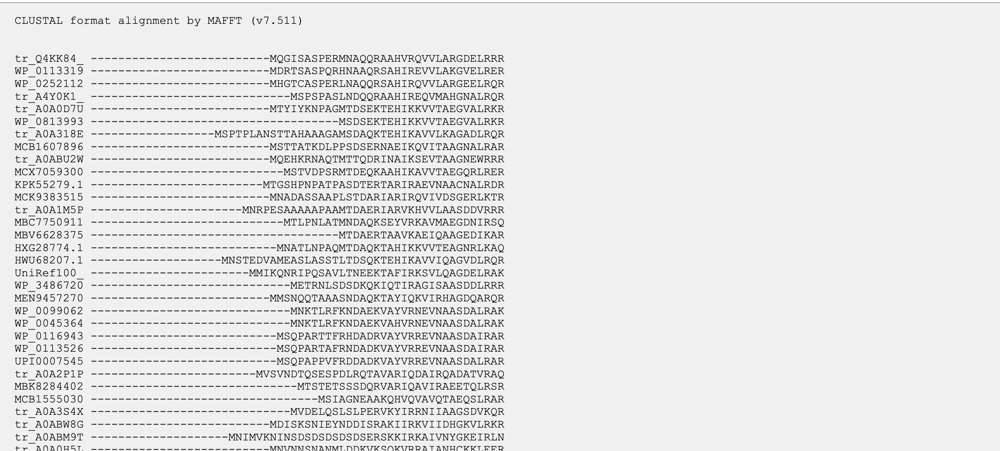 CLUSTAL format alignment by MAFFT (v7.511)
tr_Q4KK84_ --------------------------MQGISASPERMNAQQRAAHVRQVVLARGDELRRR
WP_0113319 --------------------------MDRTSASPQRHNAAQRSAHIREVVLAKGVELRER
WP_0252112 --------------------------MHGTCASPERLNAQQRSAHIRQVVLARGEELRQR
tr_A4Y0K1_ -----------------------------MSPSPASLNDQQRAAHIREQVMAHGNALRQR
tr_A0A0D7U --------------------------MTYIYKNPAGMTDSEKTEHIKKVVTAEGVALRKR
WP_0813993 ------------------------------------MSDSEKTEHIKKVVTAEGVALRKR
tr_A0A318E ------------------MSPTPLANSTTAHAAAGAMSDAQKTEHIKAVVLKAGADLRQR
MCB1607896 --------------------------MSTTATKDLPPSDSERNAEIKQVITAAGNALRAR
tr_A0ABU2W --------------------------MQEHKRNAQTMTTQDRINAIKSEVTAAGNEWRRR
MCX7059300 ----------------------------MSTVDPSRMTDEQKAAHIKAVVTAEGQRLRER
KPK55279.1 -------------------------MTGSHPNPATPASDTERTARIRAEVNAACNALRDR
MCK9383515 --------------------------MNADASSAAPLSTDARIARIRQVIVDSGERLKTR
tr_A0A1M5P ----------------------MNRPESAAAAAPAAMTDAERIARVKHVVLAASDDVRRR
MBC7750911 ----------------------------MTLPNLATMNDAQKSEYVRKAVMAEGDNIRSQ
MBV6628375 ------------------------------------MTDAERTAAVKAEIQAAGEDIKAR
HXG28774.1 ---------------------------MNATLNPAQMTDAQKTAHIKKVVTEAGNRLKAQ
HWU68207.1 -------------------MNSTEDVAMEASLASSTLTDSQKTEHIKAVVIQAGVDLRQR
UniRef100_ -----------------------MMIKQNRIPQSAVLTNEEKTAFIRKSVLQAGDELRAK
WP_3486720 -----------------------------METRNLSDSDKQKIQTIRAGISAASDDLRRR
MEN9457270 --------------------------MMSNQQTAAASNDAQKTAYIQKVIRHAGDQARQR
WP_0099062 -----------------------------MNKTLRFKNDAEKVAYVRNEVNAASDALRAK
WP_0045364 -----------------------------MNKTLRFKNDAEKVAHVRNEVNAASDALRAK
WP_0116943 ---------------------------MSQPARTTFRHDADRVAYVRREVNAASDAIRAR
WP_0113526 ---------------------------MSQPARTAFRNDADKVAYVRREVNAASDAIRAR
UPI0007545 ---------------------------MSQPAPPVFRDDADKVAYVRREVNAASDALRAR
tr_A0A2P1P ------------------------MVSVNDTQSESPDLRQTAVARIQDAIRQADATVRAQ
MBK8284402 ------------------------------MTSTETSSSDQRVARIQAVIRAEETQLRSR
MCB1555030 ---------------------------------MSIAGNEAAKQHVQVAVQTAEQSLRAR
tr_A0A3S4X -----------------------------MVDELQSLSLPERVKYIRRNIIAAGSDVKQR
tr_A0ABW8G --------------------------MDISKSNIEYNDDISRAKIIRKVIIDHGKVLRKR
tr_A0ABM9T --------------------MNIMVKNINSDSDSDSDSDSERSKKIRKAIVNYGKEIRLN